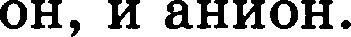 он, и анион.